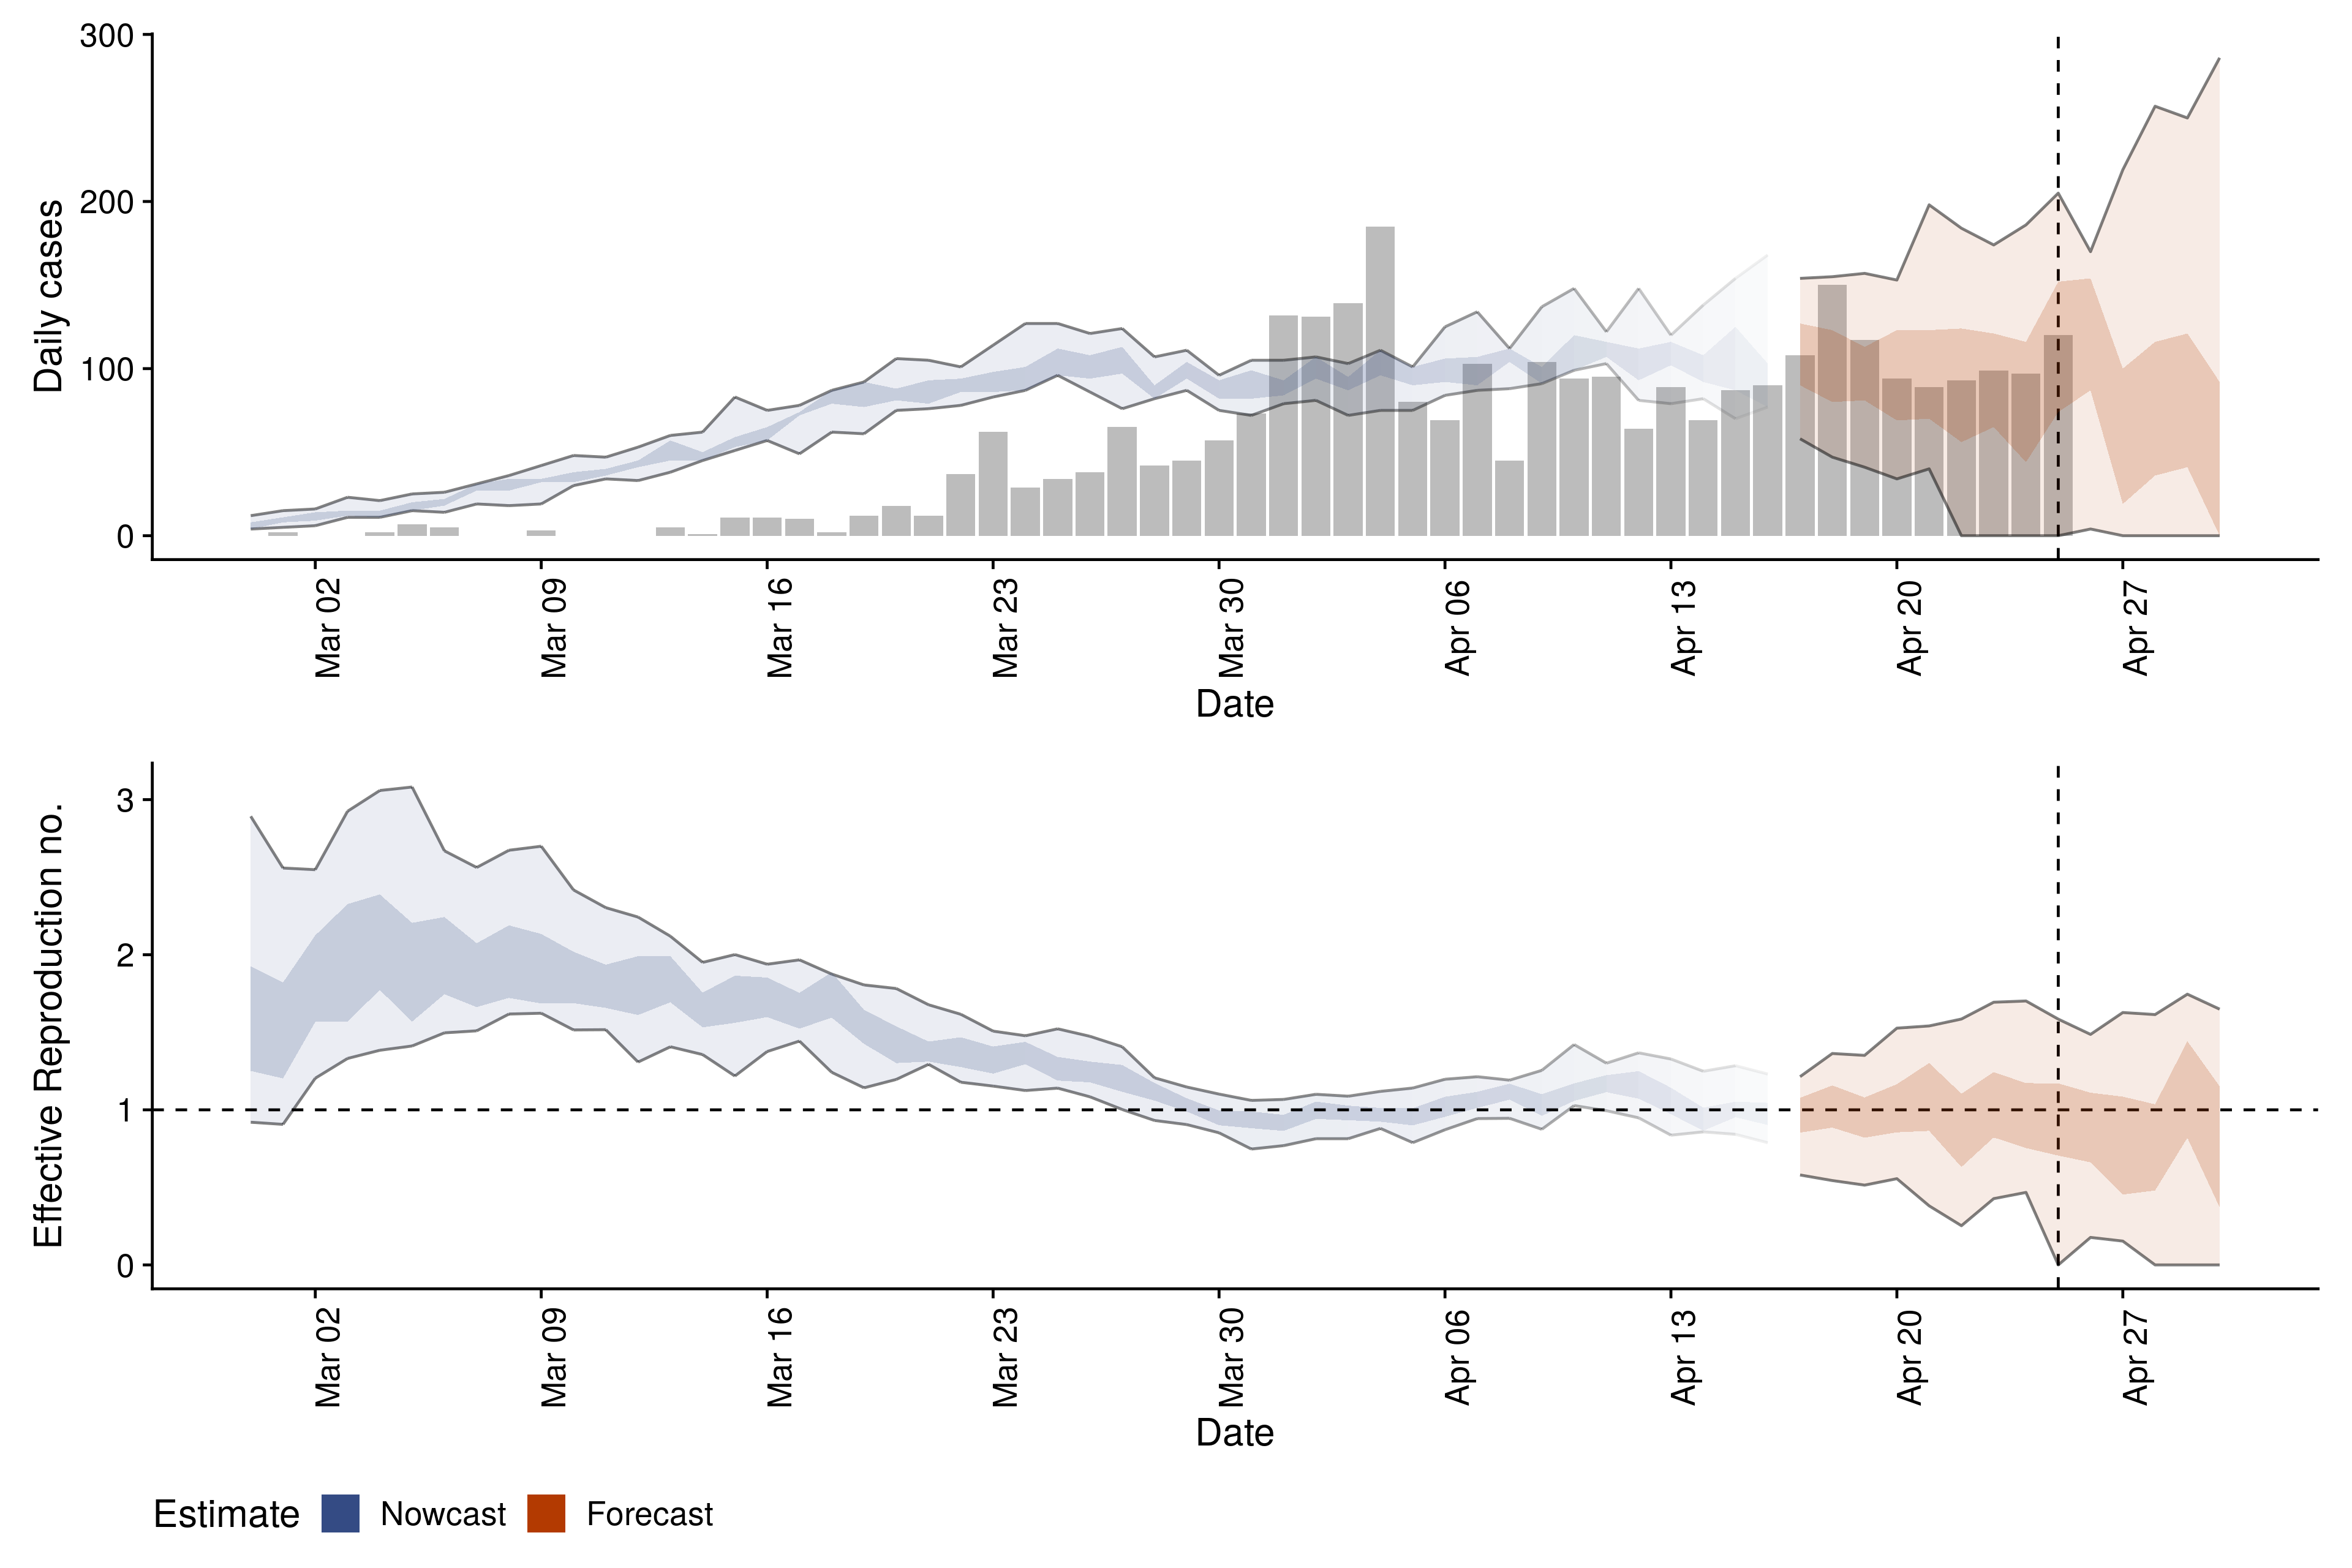 300
200
100
0
Daily cases
Mar 02
Mar 09
Mar 16
Mar 23
Mar 30
Apr 06
Apr 13
Apr 20
Apr 27
Date
3
2
1
0
Effective Reproduction no.
Mar 02
Mar 09
Mar 16
Mar 23
Mar 30
Apr 06
Apr 13
Apr 20
Apr 27
Date
Estimate Nowcast Forecast